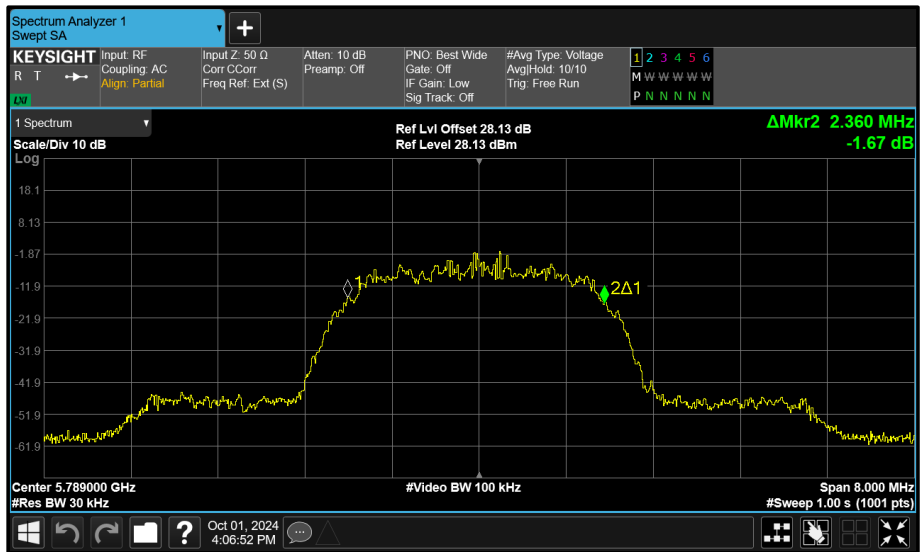 Spectrum Analyzer 1
Swept SA
+
KEYSIGHT
R T
LXI
Input: RF
Coupling: AC
Align: Partial
Input Z: 50 Ω
Corr CCorr
Freq Ref: Ext (S)
Atten: 10 dB
Preamp: Off
PNO: Best Wide
Gate: Off
IF Gain: Low
Sig Track: Off
#Avg Type: Voltage
Avg|Hold: 10/10
Trig: Free Run
1 2 3 4 5 6
M W W W W W
P N N N N N
1 Spectrum
Scale/Div 10 dB
Log
Ref Lvl Offset 28.13 dB
Ref Level 28.13 dBm
ΔMkr2 2.360 MHz
-1.67 dB
18.1
8.13
-1.87
-11.9
-21.9
-31.9
-41.9
-51.9
-61.9
1
2Δ1
Center 5.789000 GHz
#Res BW 30 kHz
#Video BW 100 kHz
Span 8.000 MHz
#Sweep 1.00 s (1001 pts)
?
Oct 01, 2024
4:06:52 PM